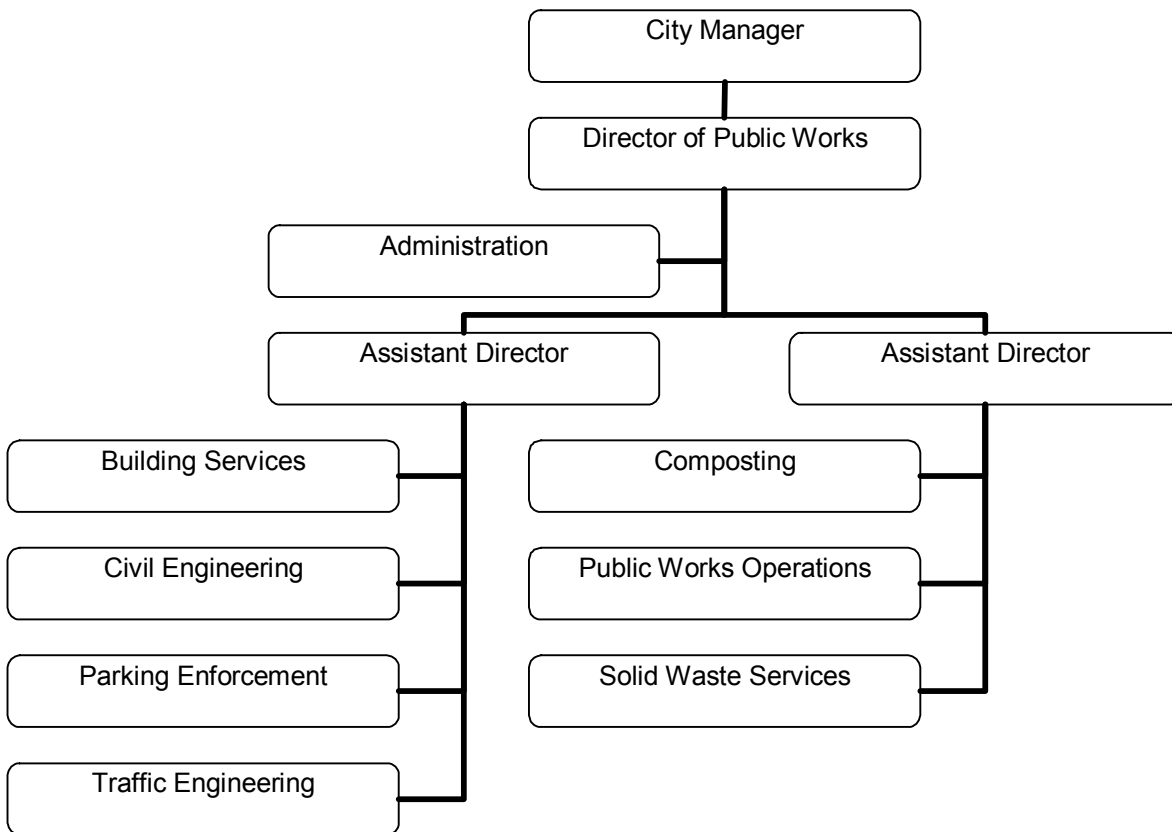 City Manager
Director of Public Works
Administration
Assistant Director
Assistant Director
Building Services
Composting
Civil Engineering
Public Works Operations
Parking Enforcement
Solid Waste Services
Traffic Engineering